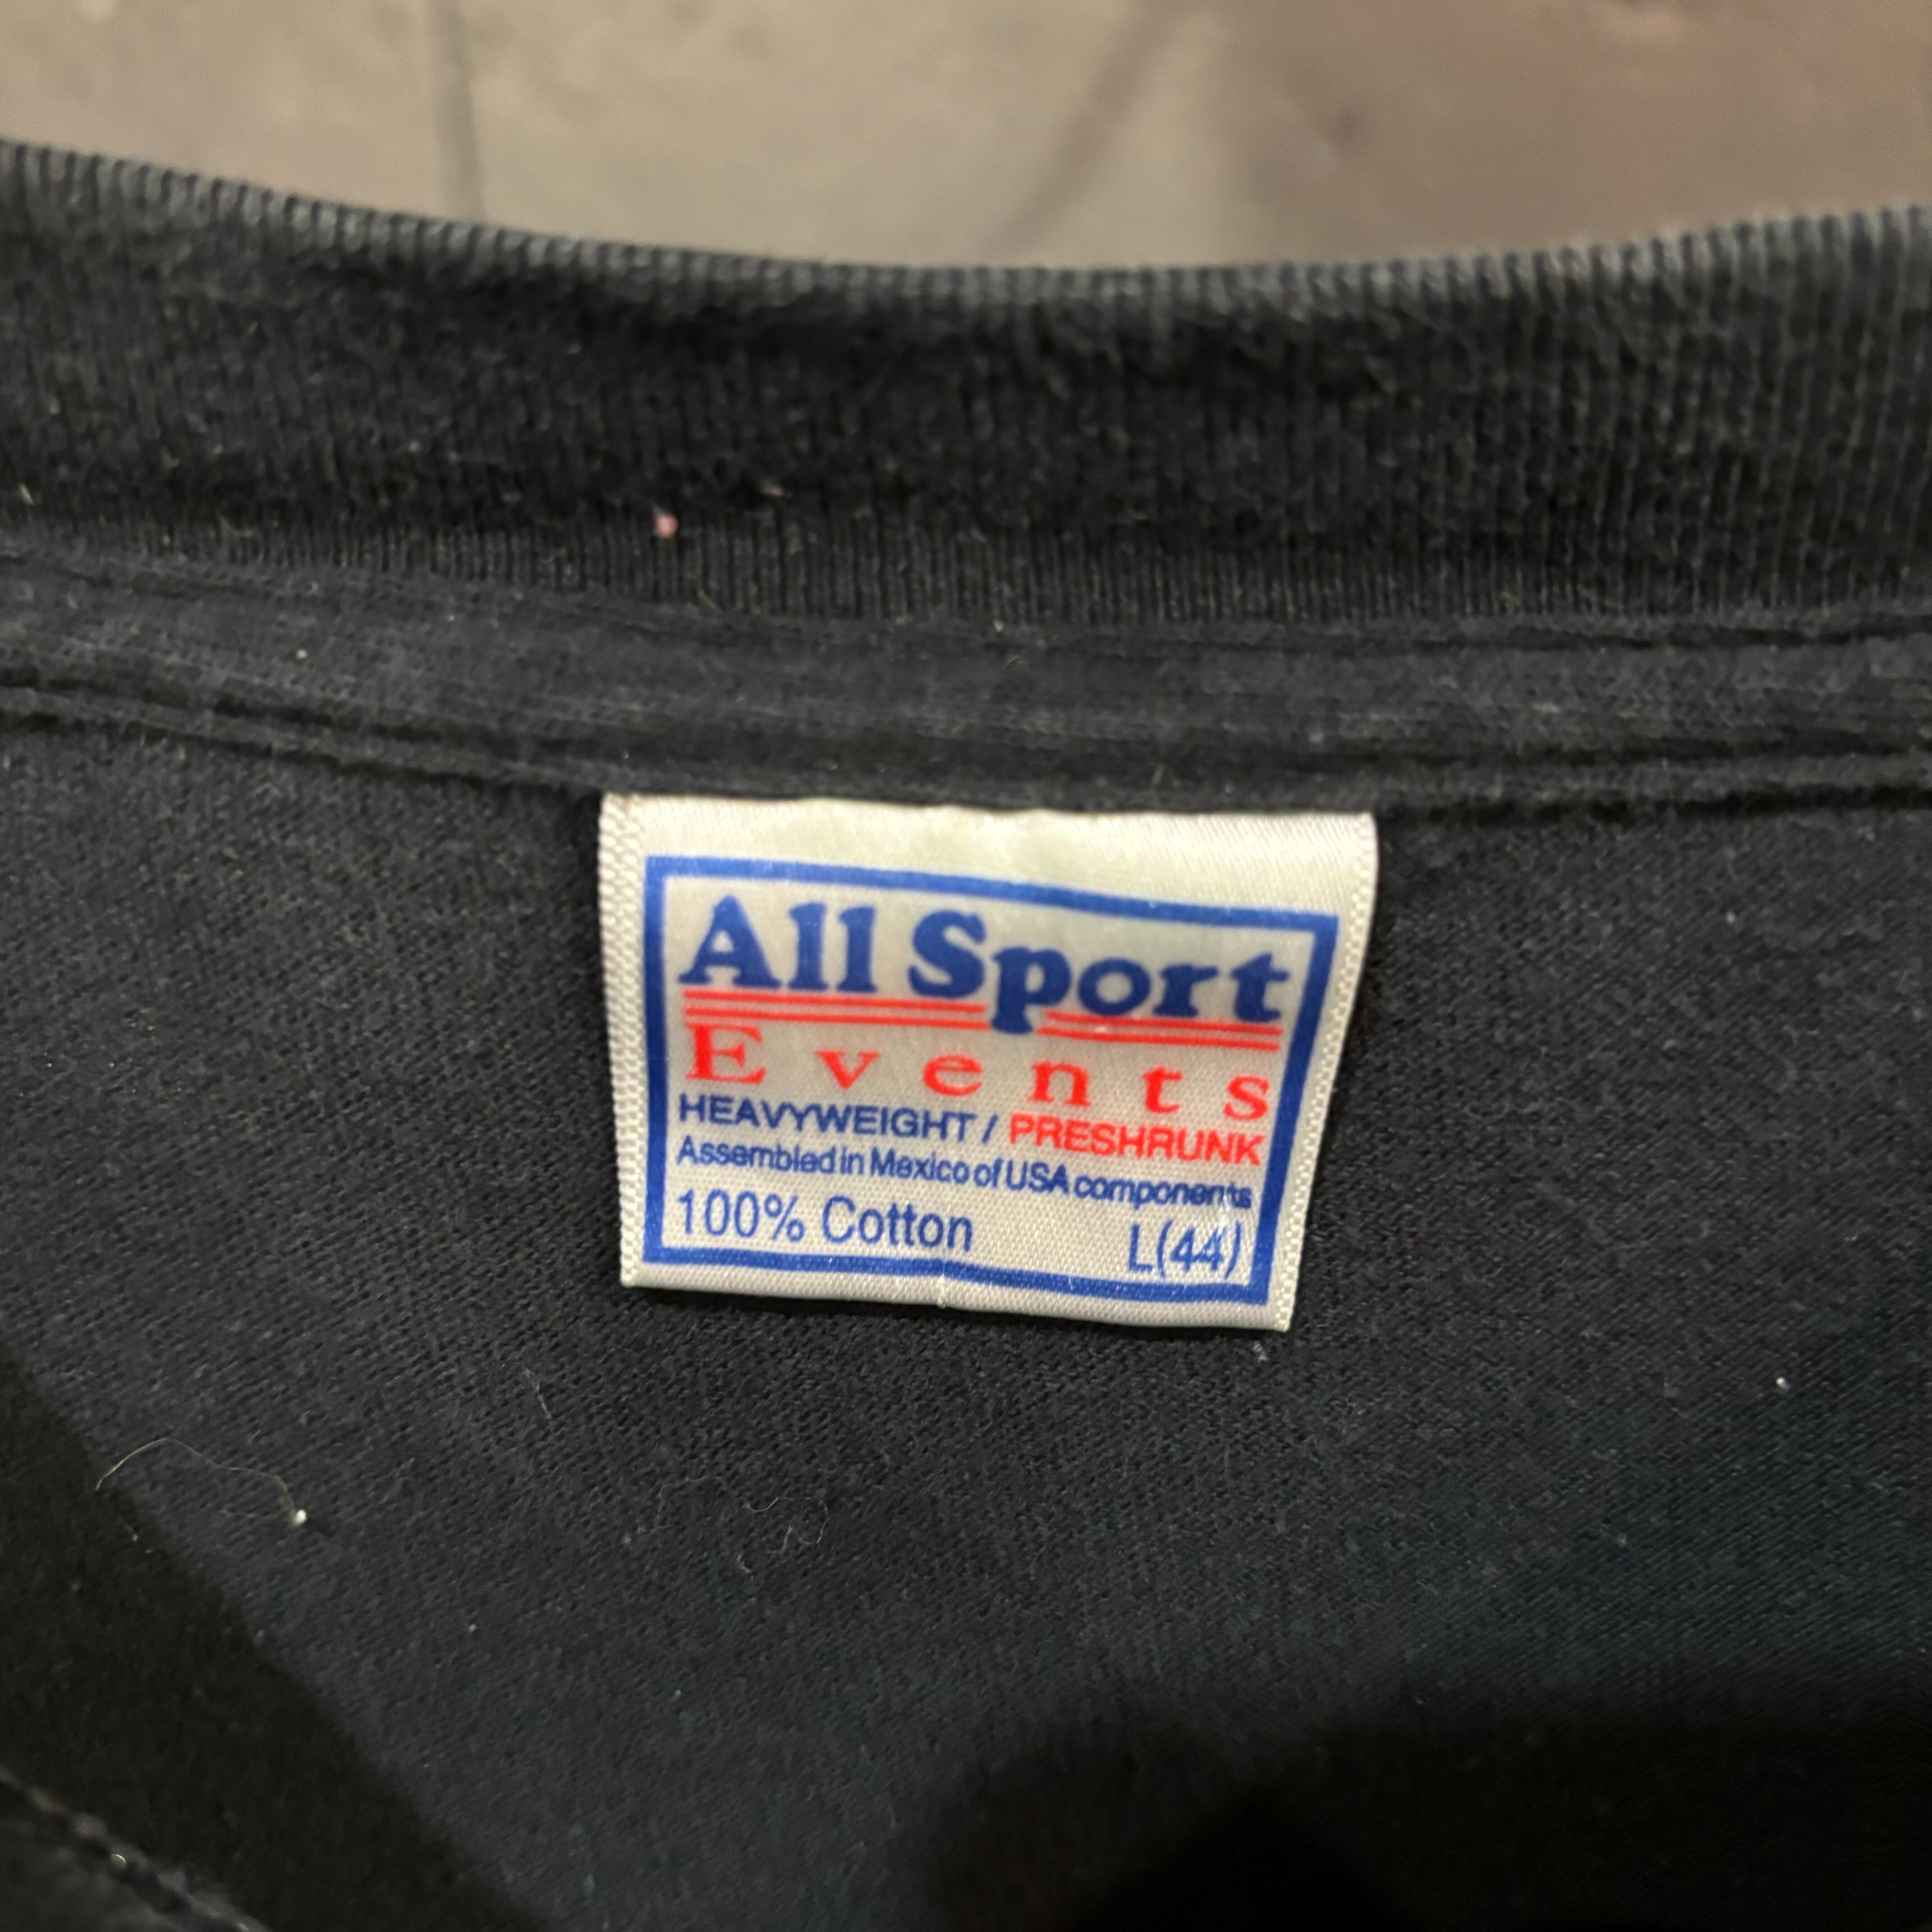 All Sport
Events
HEAVYWEIGHT / PRESHRUNK
Assembled in Mexico of USA components
100% Cotton L(44)